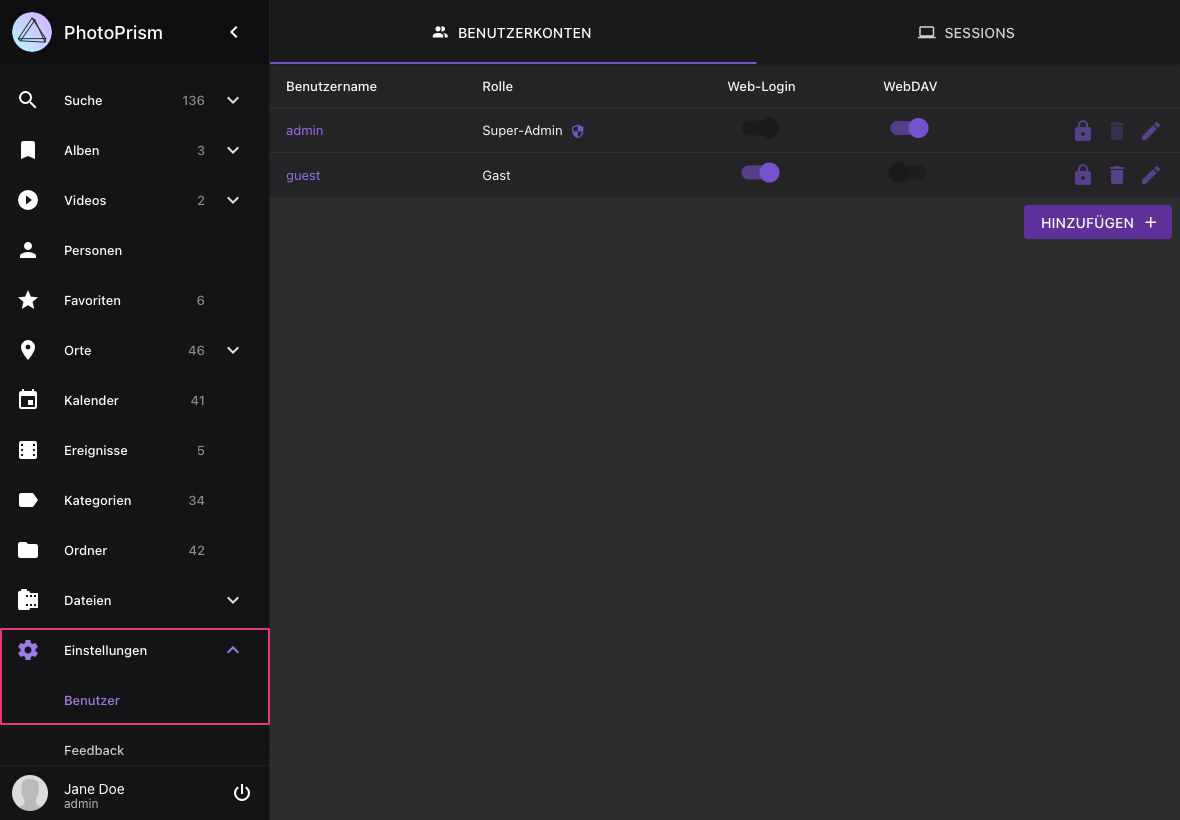 PhotoPrism
BENUTZERKONTEN
SESSIONS
Benutzername Rolle Web-Login WebDAV
admin Super-Admin
guest Gast
HINZUFÜGEN +
Suche 136
Alben 3
Videos 2
Personen
Favoriten 6
Orte 46
Kalender 41
Ereignisse 5
Kategorien 34
Ordner 42
Dateien
Einstellungen
Benutzer
Feedback
Jane Doe
admin